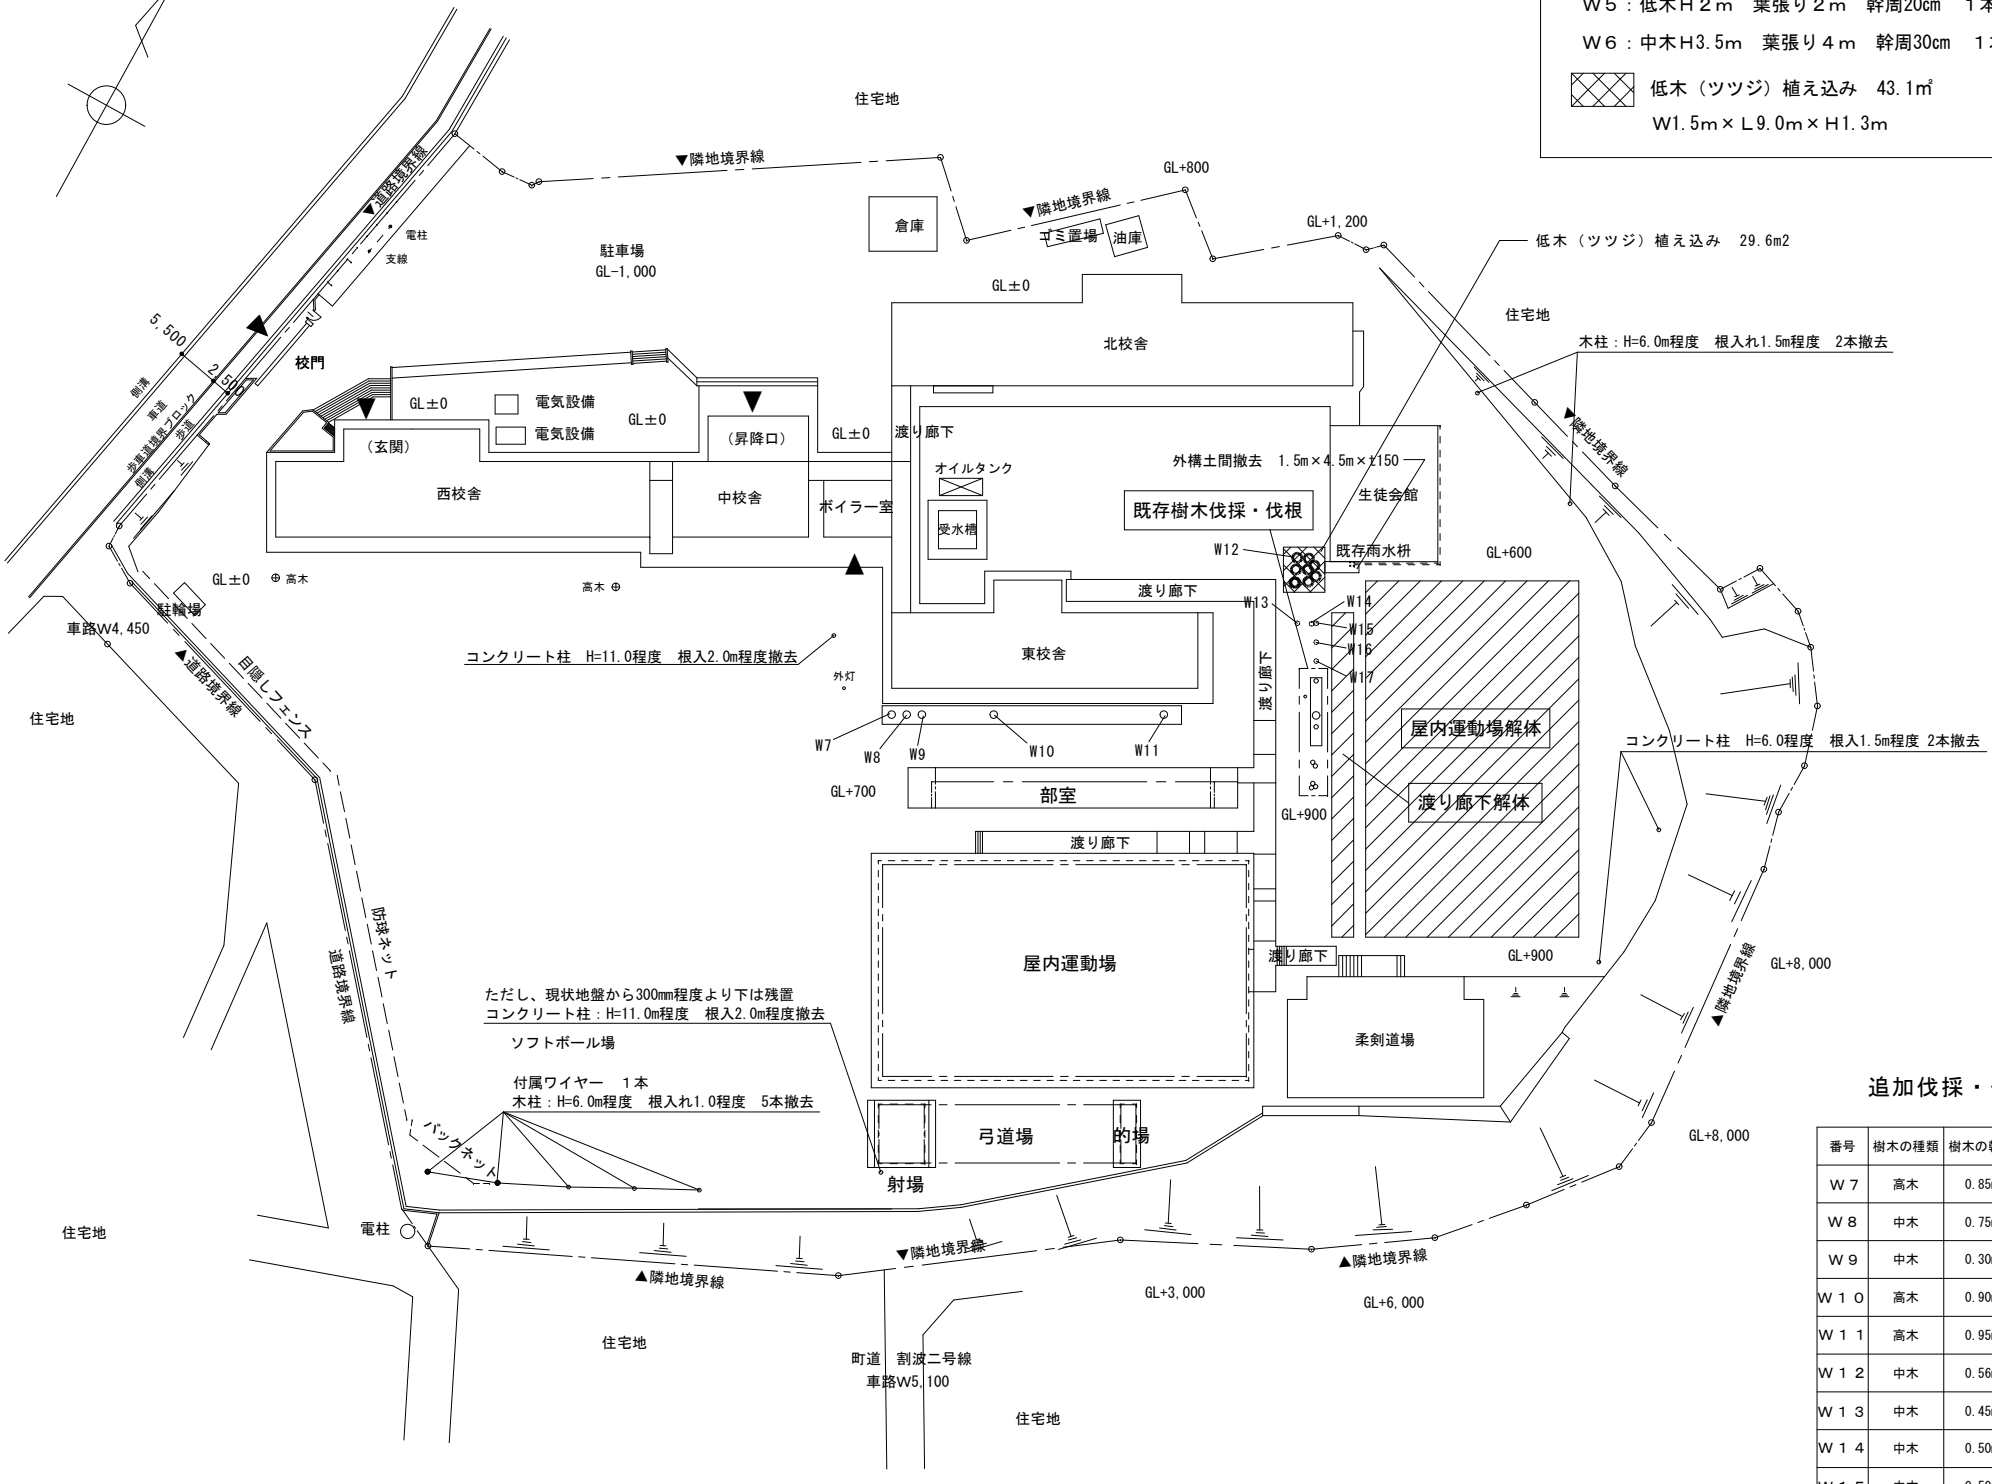 W5：低木H2m　葉張り2m　幹周20cm　1本
W6：中木H3.5m　葉張り4m　幹周30cm
低木（ツツジ）植え込み　43.1㎡
W1.5m×L9.0m×H1.3m
住宅地
▼隣地境界線
GL+800
▼道路境界線
倉庫
▼隣地境界線
ゴミ置場
油庫
GL+1,200
電柱
支線
駐車場
GL-1,000
低木（ツツジ）植え込み　29.6m2
GL±0
住宅地
5,500
2,500
校門
北校舎
木柱：H=6.0m程度　根入れ1.5m程度　2本撤去
側溝
車道
歩車道境界ブロック
歩道
側溝
GL±0
電気設備
電気設備
GL±0
（玄関）
（昇降口）
GL±0
渡り廊下
▼隣地境界線
外構土間撤去　1.5m×4.5m×t150
オイルタンク
西校舎
中校舎
ボイラー室
受水槽
生徒会館
既存樹木伐採・伐根
W12
既存雨水枡
GL+600
GL±0
高木
高木
駐輪場
車路W4,450
渡り廊下
W13
W14
W15
W16
W17
コンクリート柱　H=11.0程度　根入2.0m程度撤去
東校舎
渡り廊下
外灯
▲道路境界線
目隠しフェンス
住宅地
W7
W8
W9
W10
W11
屋内運動場解体
コンクリート柱　H=6.0程度　根入1.5m程度 2本撤去
GL+700
部室
渡り廊下解体
GL+900
渡り廊下
防球ネット
道路境界線
屋内運動場
渡り廊下
GL+900
▲隣地境界線
GL+8,000
ただし、現状地盤から300mm程度より下は残置
コンクリート柱：H=11.0m程度　根入2.0m程度撤去
ソフトボール場
柔剣道場
付属ワイヤー　1本
木柱：H=6.0m程度　根入れ1.0程度　5本撤去
バックネット
弓道場
的場
射場
GL+8,000
追加伐採・
番号
樹木の種類
W7
高木
W8
中木
W9
中木
W10
高木
W11
高木
W12
中木
W13
中木
W14
中木
住宅地
電柱
▼隣地境界線
▲隣地境界線
▲隣地境界線
GL+3,000
GL+6,000
住宅地
町道　割波二号線
車路W5,100
住宅地